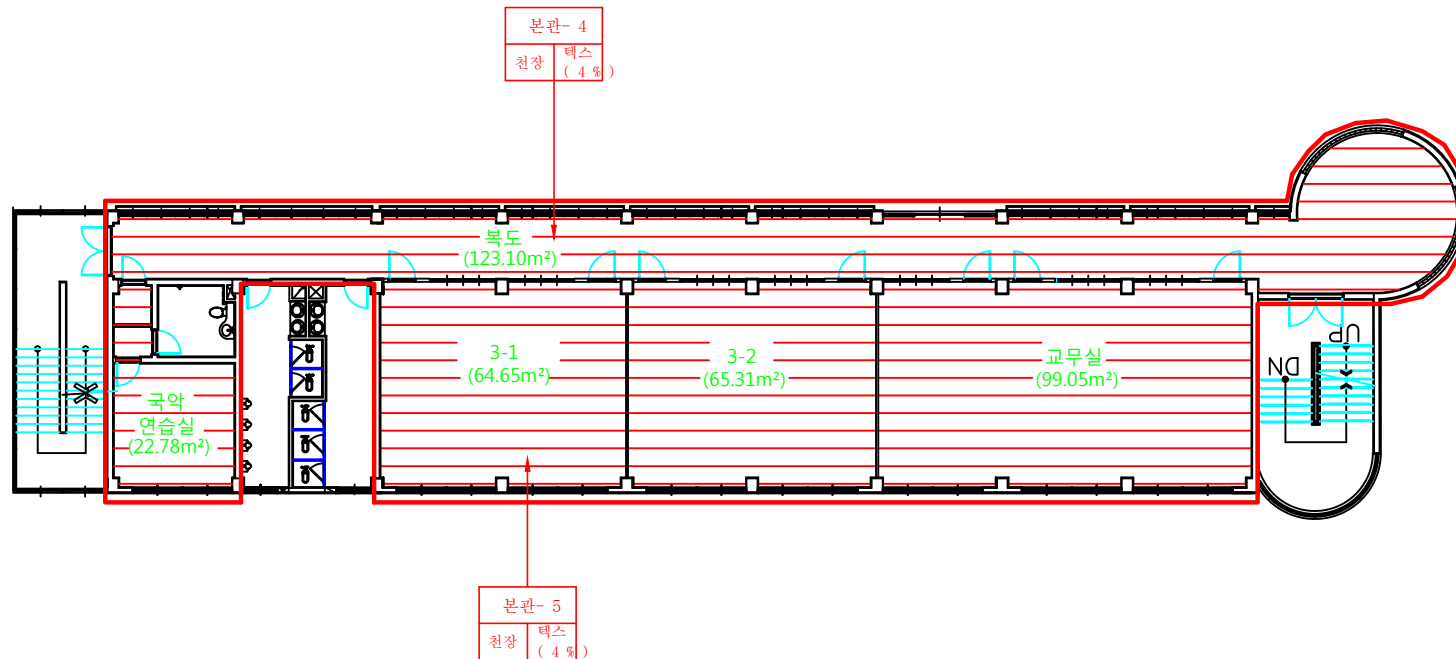 본관- 4
천장
텍스
( 4 %)
복도
(123.10m²)
3-1
(64.65m²)
3-2
(65.31m²)
교무실
(99.05m²)
국악
연습실
(22.78m²)
UP
DN
본관- 5
천장
텍스
( 4 %)